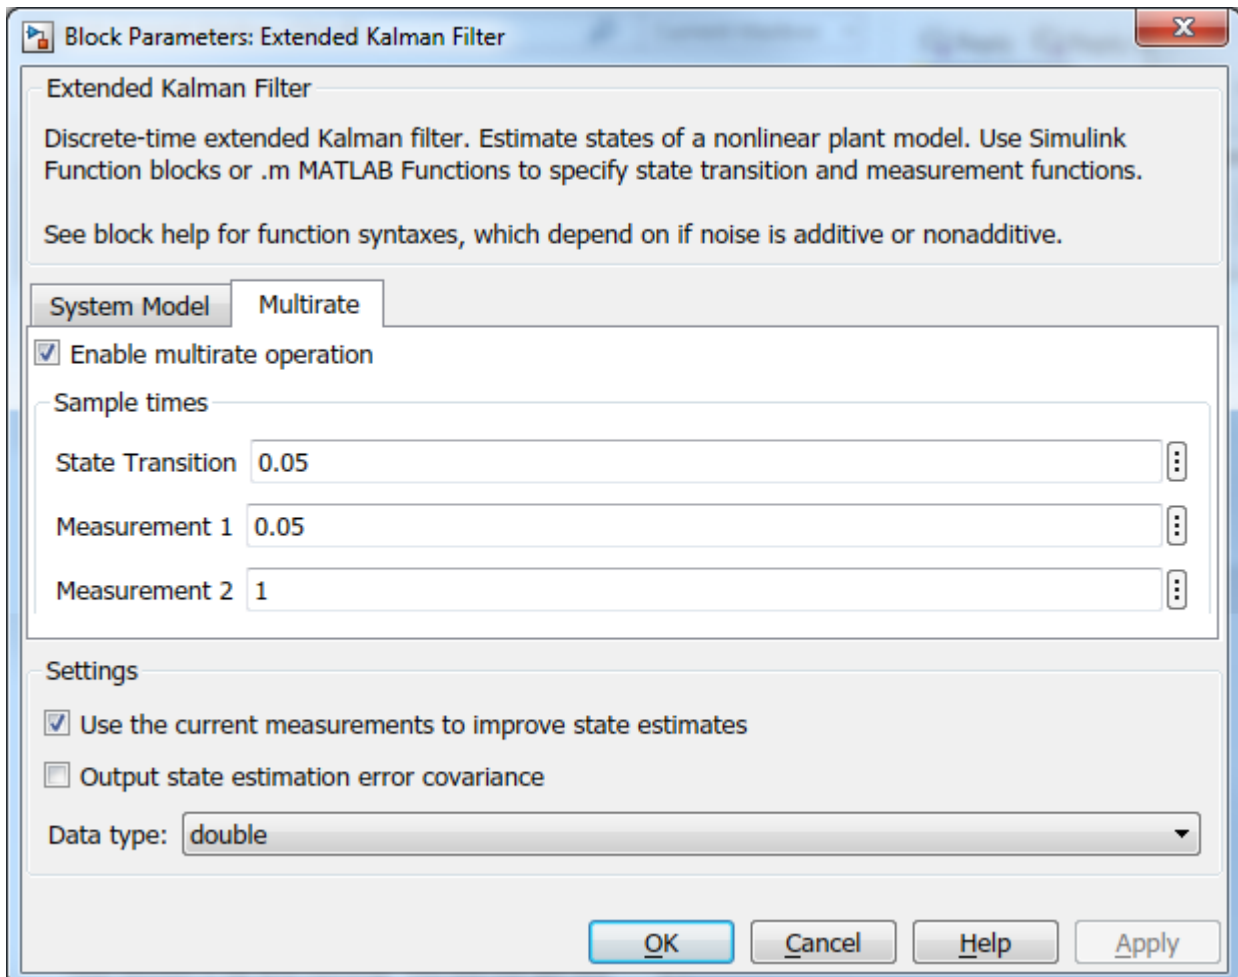 Block Parameters: Extended Kalman Filter
Extended Kalman Filter
Discrete-time extended Kalman filter. Estimate states of a nonlinear plant model. Use Simulink
Function blocks or .m MATLAB Functions to specify state transition and measurement functions.
See block help for function syntaxes, which depend on if noise is additive or nonadditive.
System Model Multirate
Enable multirate operation
Sample times
State Transition 0.05
Measurement 1 0.05
Measurement 2 1
Settings
Use the current measurements to improve state estimates
Output state estimation error covariance
Data type: double
OK Cancel Help Apply